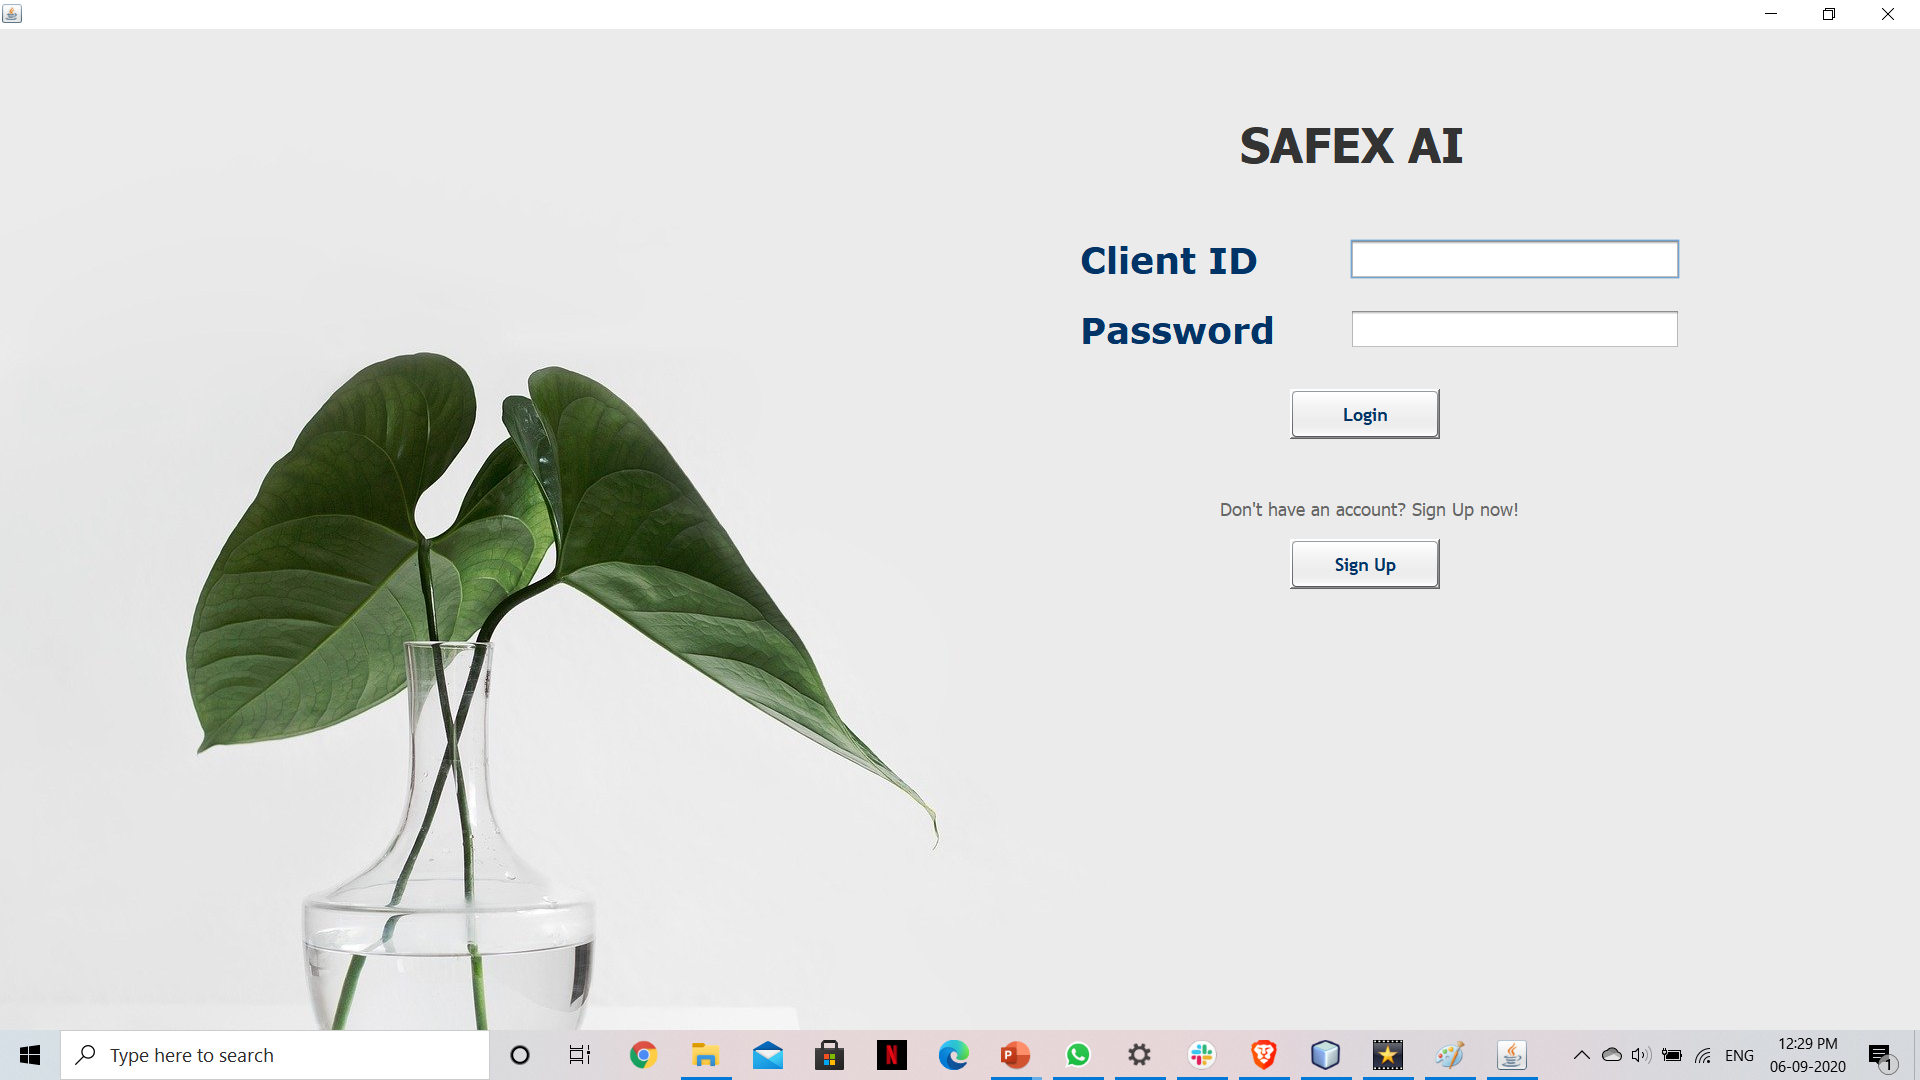 SAFEX AI
Client ID
Password
Login
Don't have an account? Sign Up now!
Sign Up
Type here to search
N
P
ENG
12:29 PM
06-09-2020
1